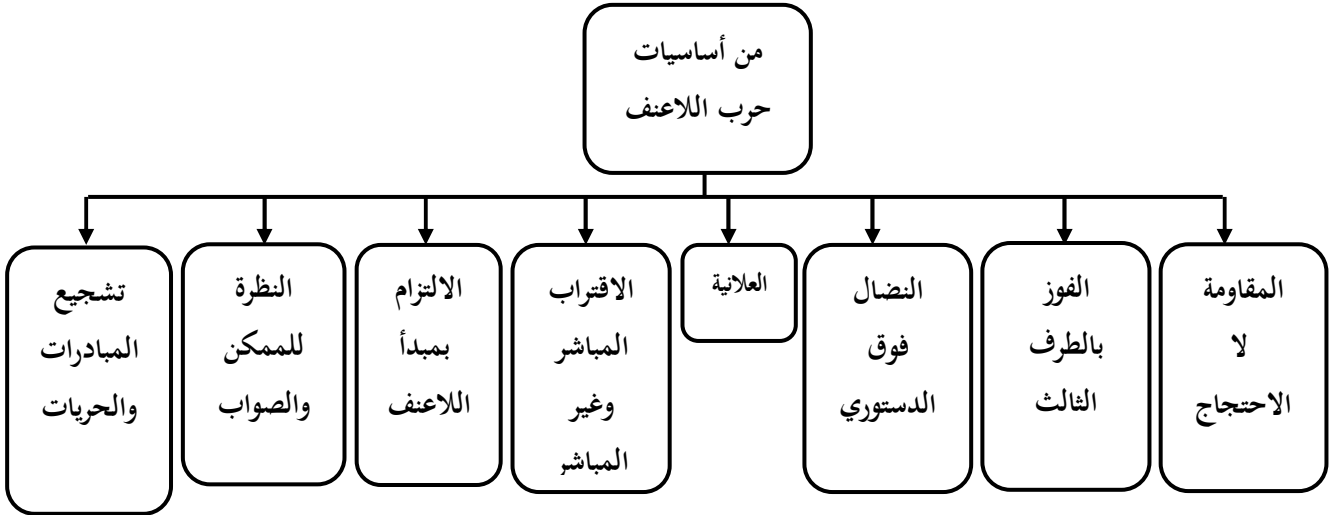 من أساسيات
حرب اللاعنف
المقاومة
لا
الاحتجاج
الفوز
بالطرف
الثالث
النضال
فوق
الدستوري
العلانية
الاقتراب
المباشر
وغير
المباشر
الالتزام
بمبدأ
اللاعنف
النظرة
للممكن
والصواب
تشجيع
المبادرات
والحريات